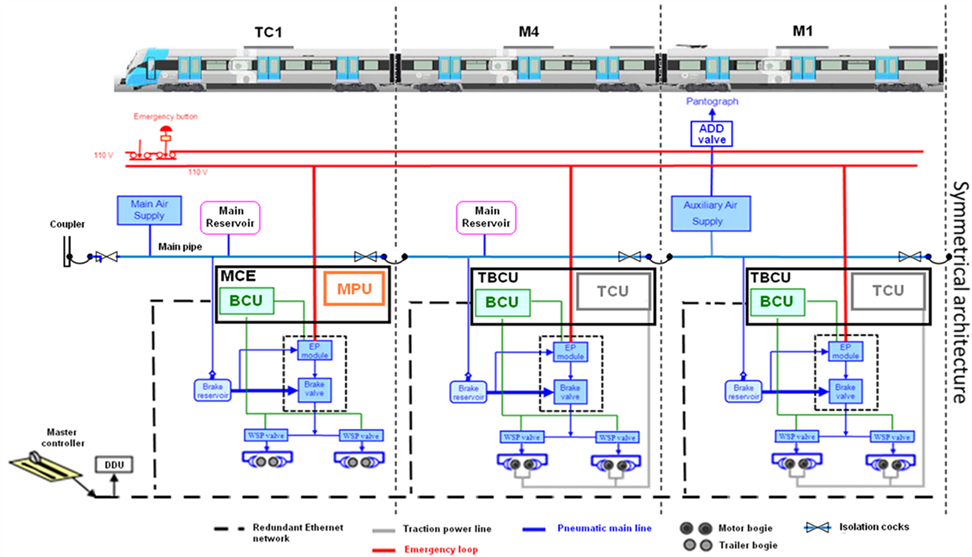 TC1
M4
M1
Pantograph
ADD
valve
Emergency button
110 V
110 V
Main Air
Supply
Main
Reservoir
Main
Reservoir
Auxiliary Air
Supply
Coupler
Main pipe
MCE
BCU
MPU
TBCU
BCU
TCU
TBCU
BCU
TCU
EP
module
EP
module
EP
module
Brake
reservoir
Brake
valve
Brake
reservoir
Brake
valve
Brake
reservoir
Brake
valve
WSP valve
WSP valve
WSP valve
WSP valve
WSP valve
WSP valve
Symmetrical architecture
Master
controller
DDU
Redundant Ethernet
network
Traction power line
Emergency loop
Pneumatic main line
Motor bogie
Trailer bogie
Isolation cocks